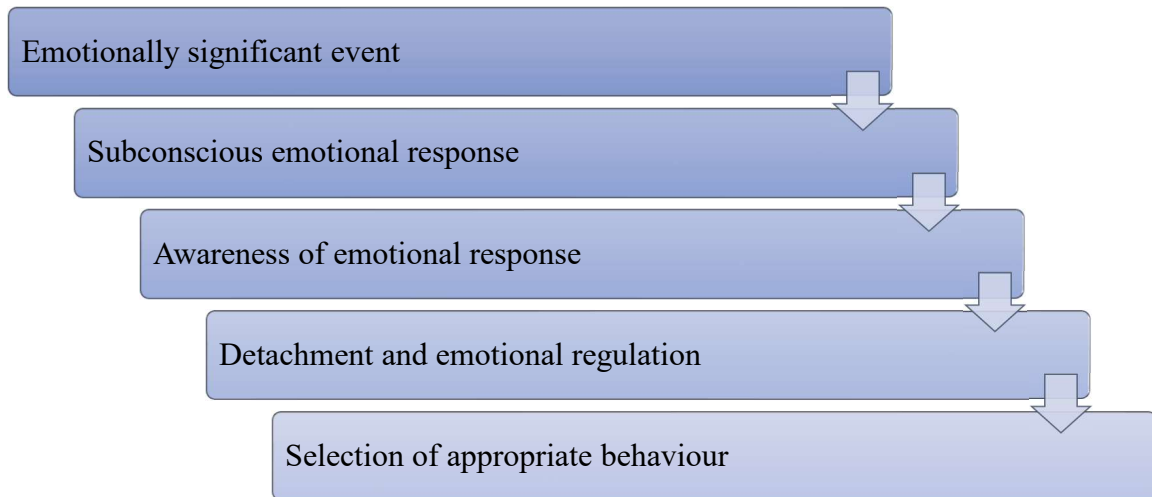 Emotionally significant event
Subconscious emotional response
Awareness of emotional response
Detachment and emotional regulation
Selection of appropriate behaviour